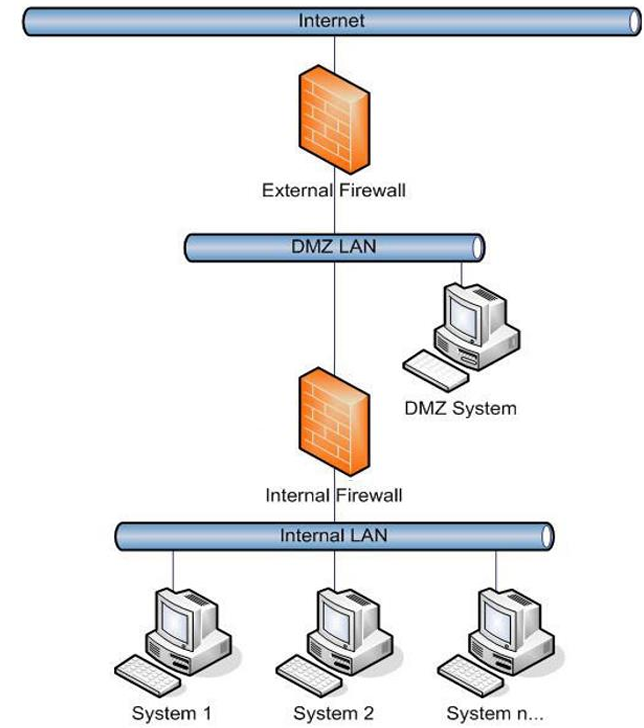 Internet
External Firewall
DMZ LAN
DMZ System
Internal Firewall
Internal LAN
System 1
System 2
System n...